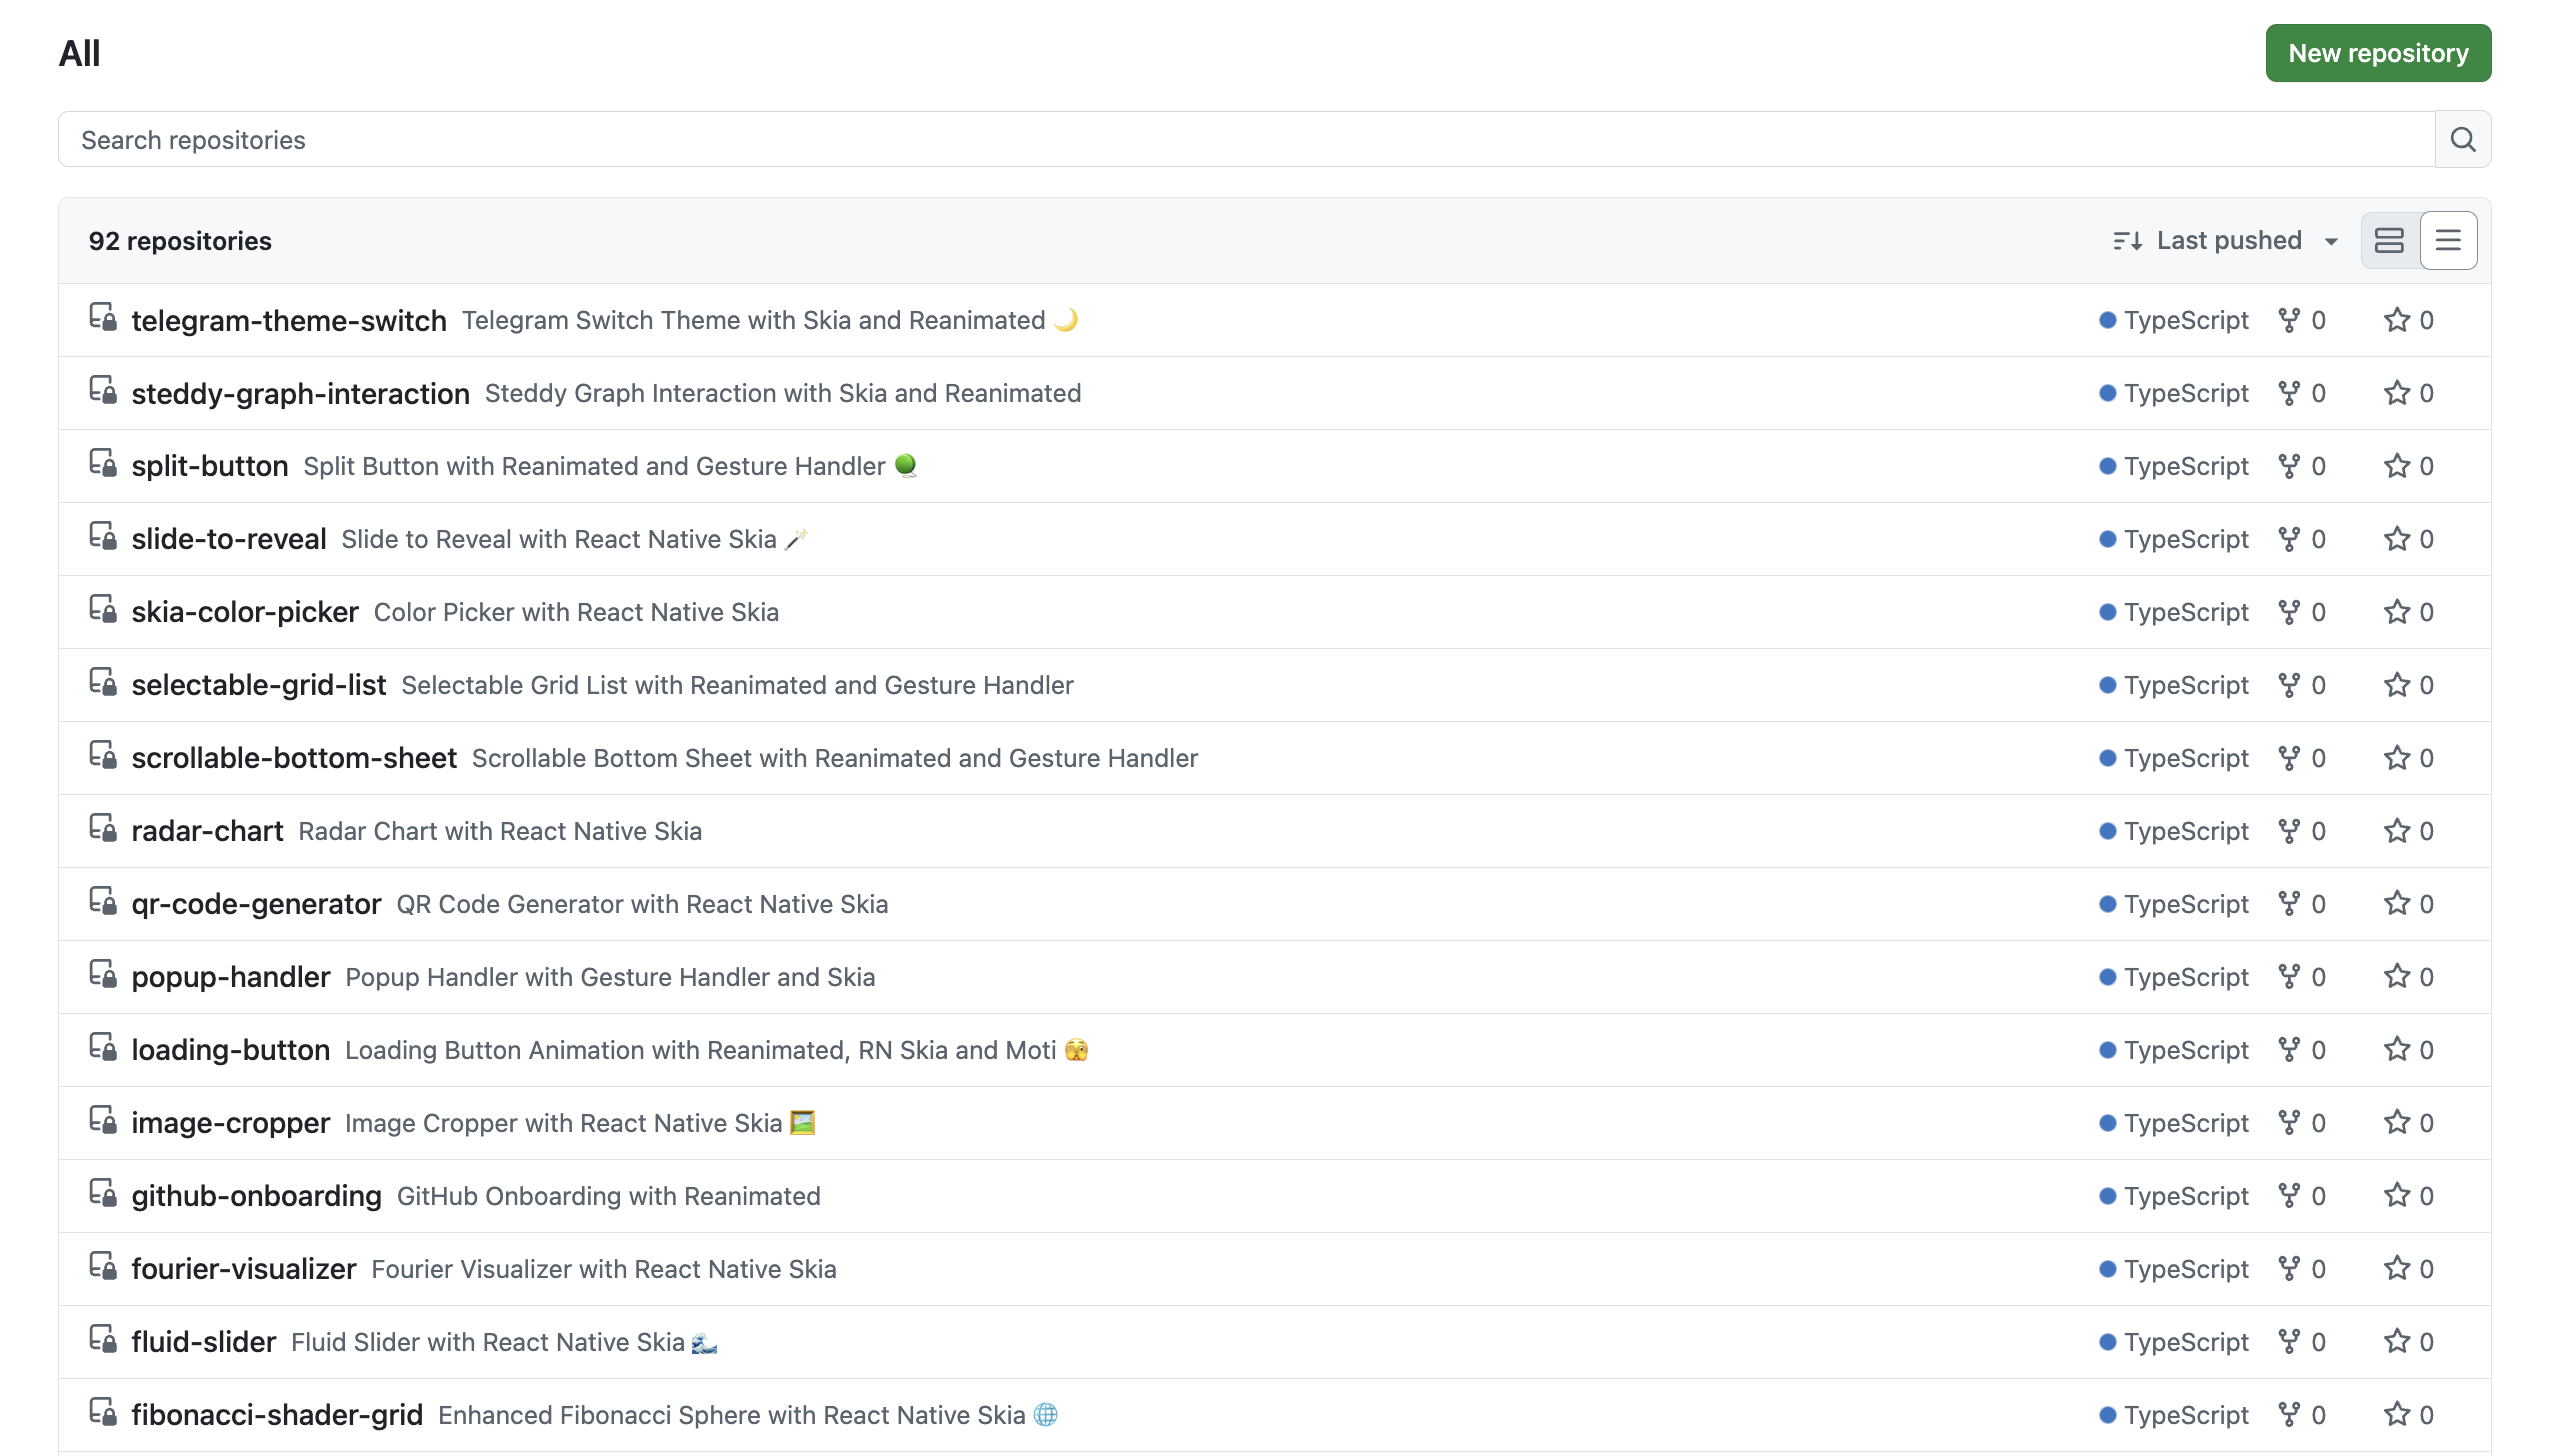 All
New repository
Search repositories
92 repositories
Last pushed
telegram-theme-switch Telegram Switch Theme with Skia and Reanimated 🌙 TypeScript 0 0
steddy-graph-interaction Steddy Graph Interaction with Skia and Reanimated TypeScript 0 0
split-button Split Button with Reanimated and Gesture Handler TypeScript 0 0
slide-to-reveal Slide to Reveal with React Native Skia 🪄 TypeScript 0 0
skia-color-picker Color Picker with React Native Skia TypeScript 0 0
selectable-grid-list Selectable Grid List with Reanimated and Gesture Handler TypeScript 0 0
scrollable-bottom-sheet Scrollable Bottom Sheet with Reanimated and Gesture Handler TypeScript 0 0
radar-chart Radar Chart with React Native Skia TypeScript 0 0
qr-code-generator QR Code Generator with React Native Skia TypeScript 0 0
popup-handler Popup Handler with Gesture Handler and Skia TypeScript 0 0
loading-button Loading Button Animation with Reanimated, RN Skia and Moti 🫣 TypeScript 0 0
image-cropper Image Cropper with React Native Skia 🖼️ TypeScript 0 0
github-onboarding GitHub Onboarding with Reanimated TypeScript 0 0
fourier-visualizer Fourier Visualizer with React Native Skia TypeScript 0 0
fluid-slider Fluid Slider with React Native Skia 🌊 TypeScript 0 0
fibonacci-shader-grid Enhanced Fibonacci Sphere with React Native Skia 🌐 TypeScript 0 0